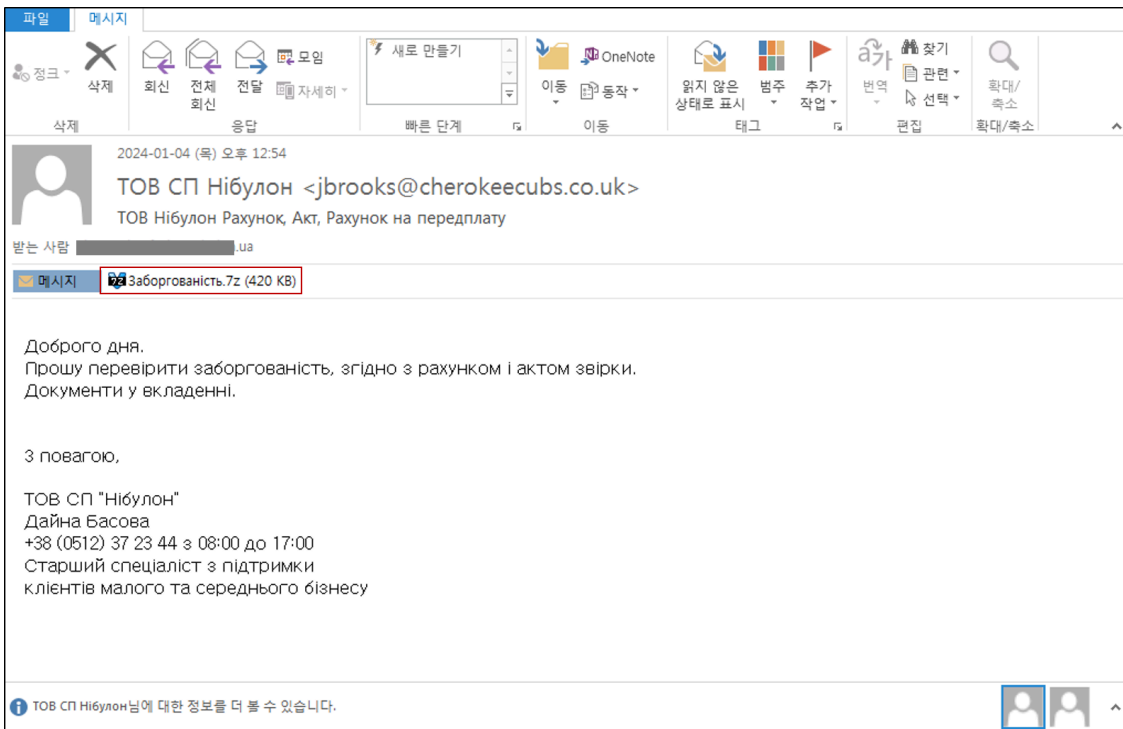 파일 메시지
정크 삭제 회신 전체 회신 전달 모임 자세히
새로 만들기
이동 OneNote 동작
읽지 않은 상태로 표시 범주 추가 작업
번역 찾기 관련 선택
확대/축소
삭제 응답 빠른 단계 이동 태그 편집 확대/축소
2024-01-04 (목) 오후 12:54
ТОВ СП Нібулон <jbrooks@cherokeecubs.co.uk>
ТОВ Нібулон Рахунок, Акт, Рахунок на передплату
받는 사람 .ua
메시지 7z Заборгованість.7z (420 KB)
Доброго дня.
Прошу перевірити заборгованість, згідно з рахунком і актом звірки.
Документи у вкладенні.
З повагою,
ТОВ СП "Нібулон"
Дайна Басова
+38 (0512) 37 23 44 з 08:00 до 17:00
Старший спеціаліст з підтримки
клієнтів малого та середнього бізнесу
ТОВ СП Нібулон님에 대한 정보를 더 볼 수 있습니다.